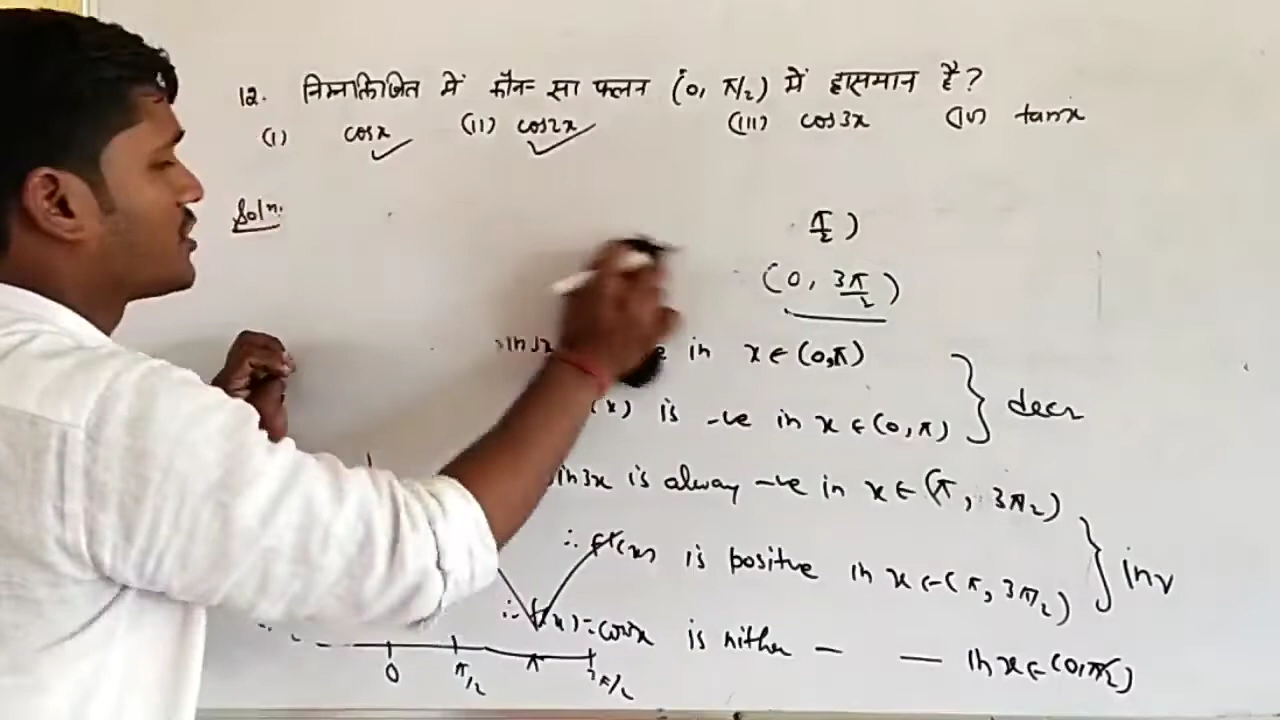 12. निम्नलिखित में कौन सा फलन (0, π/2) में ह्रासमान है?
(i) cosx (ii) cos2x (iii) cos3x (iv) tanx
Soln.
π/2 )
(0, 3π/2 )
in x ∈ (0,π)
(x) is -ve in x ∈ (0, π) } decr
in3x is alway -ve in x ∈ (π, 3π/2)
is positive in x ∈ (π, 3π/2) } inv
∴ f(x) = cos3x is nither — — in x ∈ (0, π/2)
0 π/2 π 3π/2